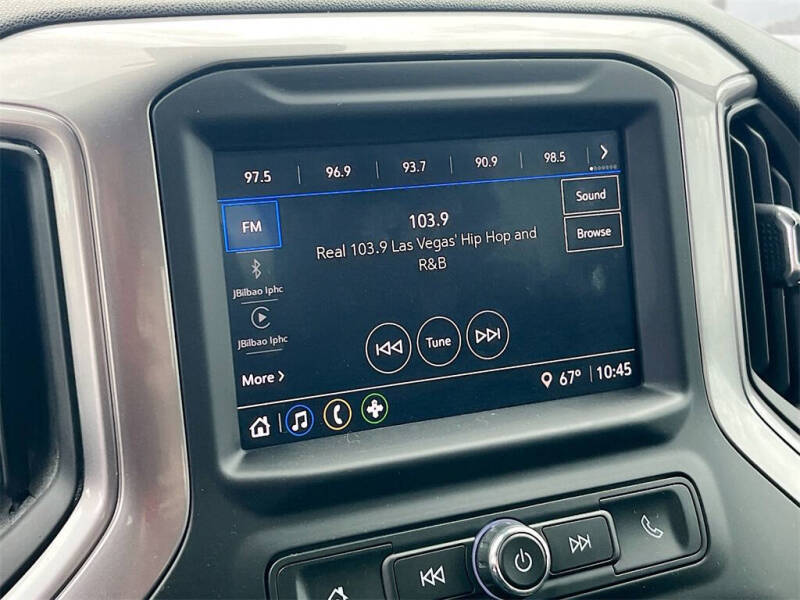 97.5 96.9 93.7 90.9 98.5
FM
103.9
Sound
Real 103.9 Las Vegas' Hip Hop and
R&B
Browse
JBilbao Iphc
JBilbao Iphc
Tune
More
67° 10:45